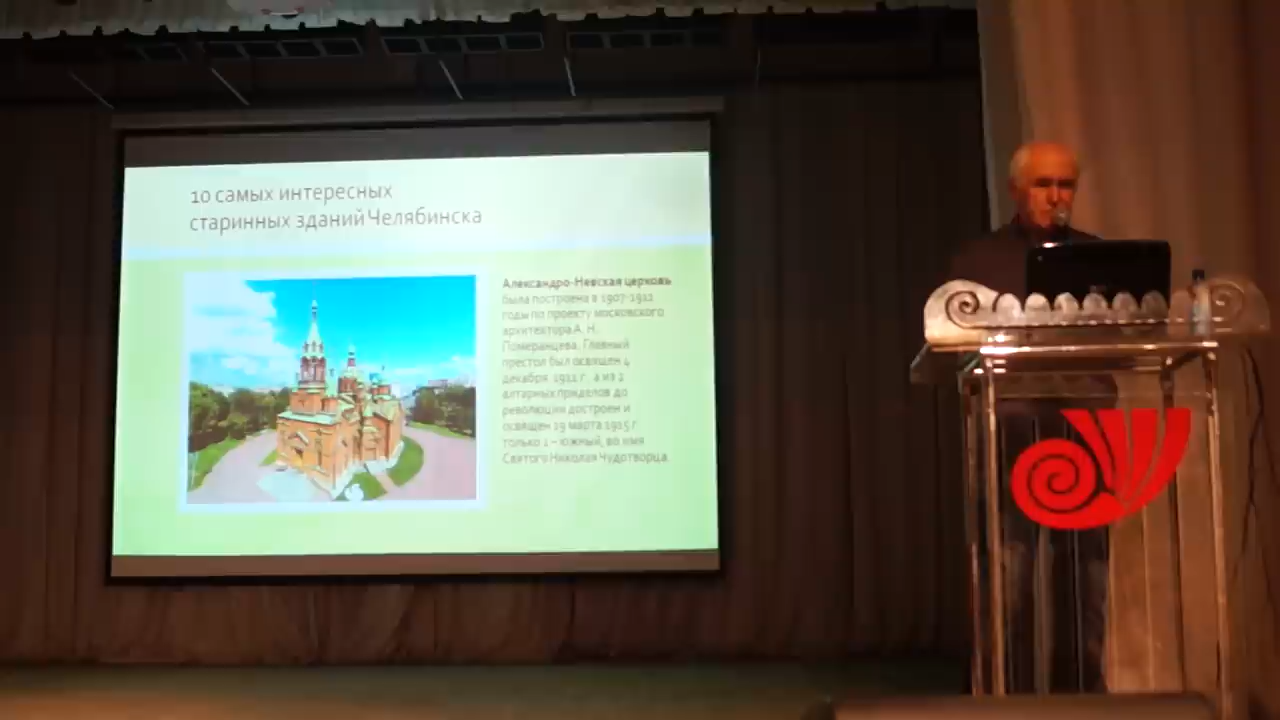 10 самых интересных
старинных зданий Челябинска
Александро-Невская церковь
была построена в 1907-1911
годы по проекту московского
архитектора А. Н.
Померанцева. Главный
престол был освящен 4
декабря 1911 г. а из 2
алтарных приделов до
революции достроен и
освящен 19 марта 1915 г
только 1 – южный, во имя
Святого Николая Чудотворца.